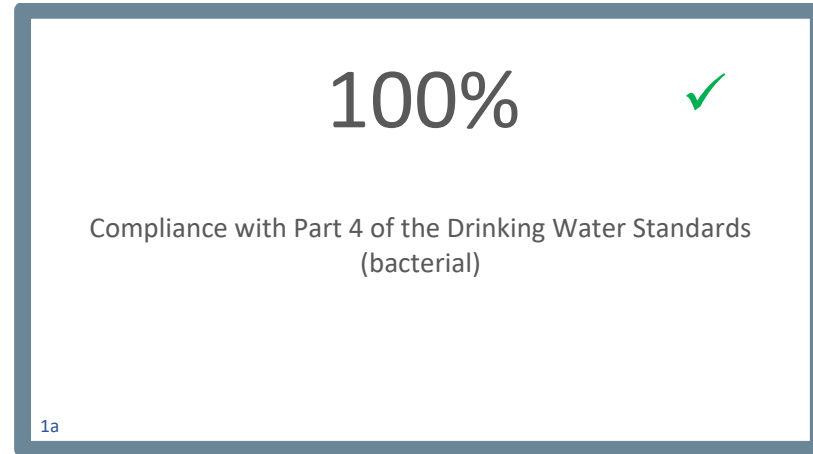 100%
Compliance with Part 4 of the Drinking Water Standards
(bacterial)
1a